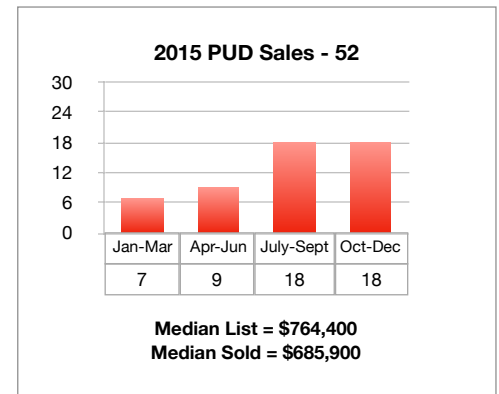 2015 PUD Sales - 52
30
24
18
12
6
0
Jan-Mar Apr-Jun July-Sept Oct-Dec
7 9 18 18
Median List = $764,400
Median Sold = $685,900